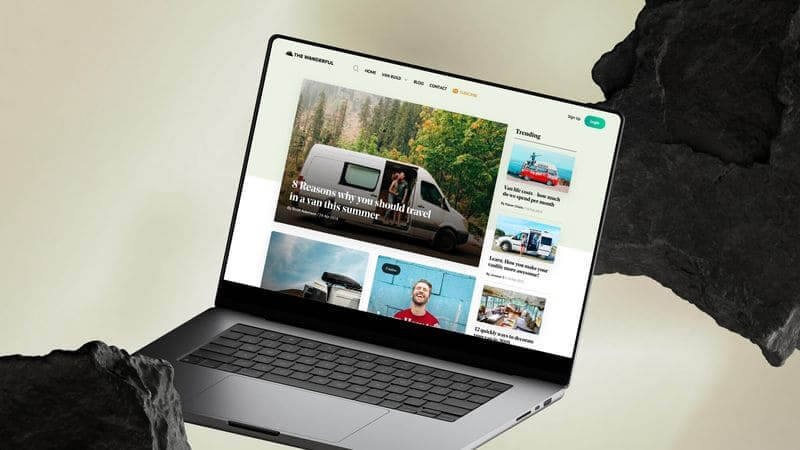 THE WANDERFUL
HOME
VAN BUILD
BLOG
CONTACT
SUBSCRIBE
Sign Up
Login
8 Reasons why you should travel
in a van this summer
Trending
Van life costs - how much
do we spend per month
Learn. How you make your
vanlife more awesome!
12 quickly ways to decorate